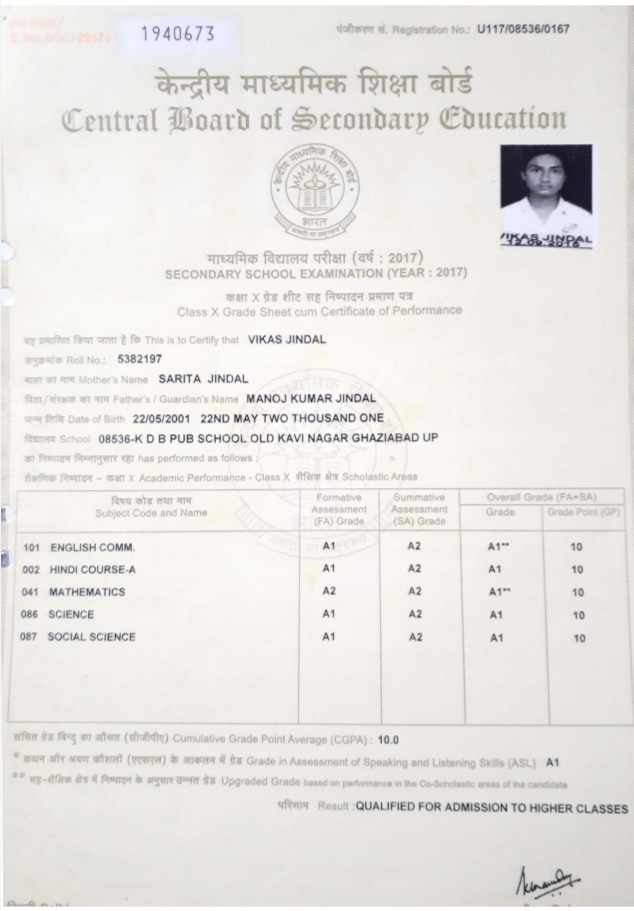 1940673
पंजीकरण सं. Registration No.: U117/08536/0167
केन्द्रीय माध्यमिक शिक्षा बोर्ड
Central Board of Secondary Education
केन्द्रीय माध्यमिक शिक्षा बोर्ड
भारत
VIKAS JINDAL
माध्यमिक विद्यालय परीक्षा (वर्ष : 2017)
SECONDARY SCHOOL EXAMINATION (YEAR : 2017)
कक्षा X ग्रेड शीट सह निष्पादन प्रमाण पत्र
Class X Grade Sheet cum Certificate of Performance
यह प्रमाणित किया जाता है कि This is to Certify that VIKAS JINDAL
अनुक्रमांक Roll No.: 5382197
माता का नाम Mother's Name SARITA JINDAL
पिता/संरक्षक का नाम Father's / Guardian's Name MANOJ KUMAR JINDAL
जन्म तिथि Date of Birth 22/05/2001 22ND MAY TWO THOUSAND ONE
विद्यालय School 08536-K D B PUB SCHOOL OLD KAVI NAGAR GHAZIABAD UP
का निष्पादन निम्नानुसार रहा has performed as follows :
शैक्षणिक निष्पादन - कक्षा X Academic Performance - Class X शैक्षिक क्षेत्र Scholastic Areas
विषय कोड तथा नाम Subject Code and Name Formative Assessment (FA) Grade Summative Assessment (SA) Grade Overall Grade (FA+SA) Grade Grade Point (GP)
101 ENGLISH COMM. A1 A2 A1** 10
002 HINDI COURSE-A A1 A2 A1 10
041 MATHEMATICS A2 A2 A1** 10
086 SCIENCE A1 A2 A1 10
087 SOCIAL SCIENCE A1 A2 A1 10
संचित ग्रेड बिन्दु का औसत (सीजीपीए) Cumulative Grade Point Average (CGPA) : 10.0
* कथन और श्रवण कौशलों (एएसएल) के आकलन में ग्रेड Grade in Assessment of Speaking and Listening Skills (ASL) A1
** सह-शैक्षिक क्षेत्र में निष्पादन के अनुसार उन्नत ग्रेड Upgraded Grade based on performance in the Co-Scholastic areas of the candidate
परिणाम Result :QUALIFIED FOR ADMISSION TO HIGHER CLASSES